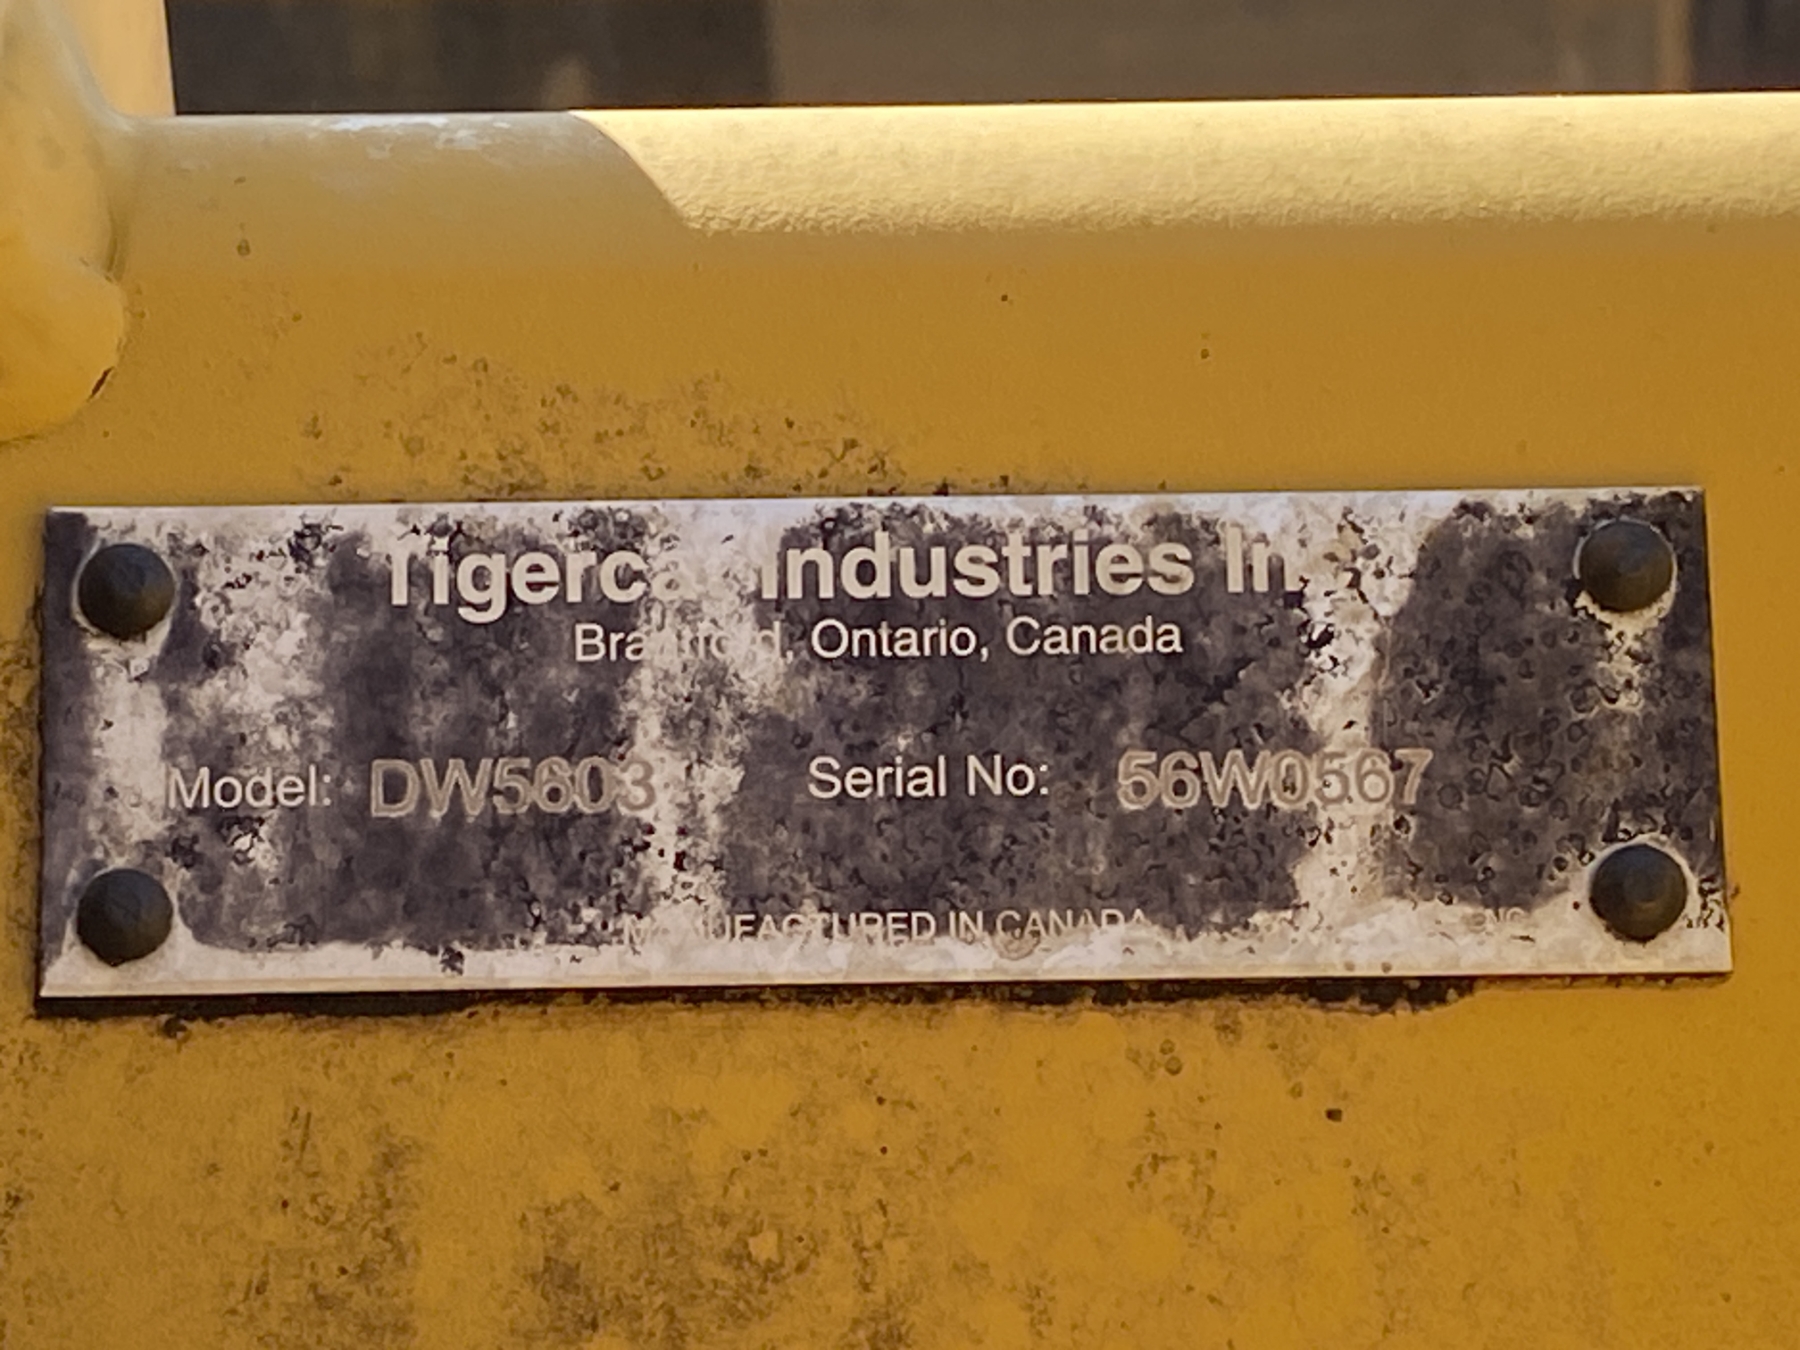 Tigercat Industries Inc.
Brantford, Ontario, Canada
Model: DW5603 Serial No: 56W0567
MANUFACTURED IN CANADA